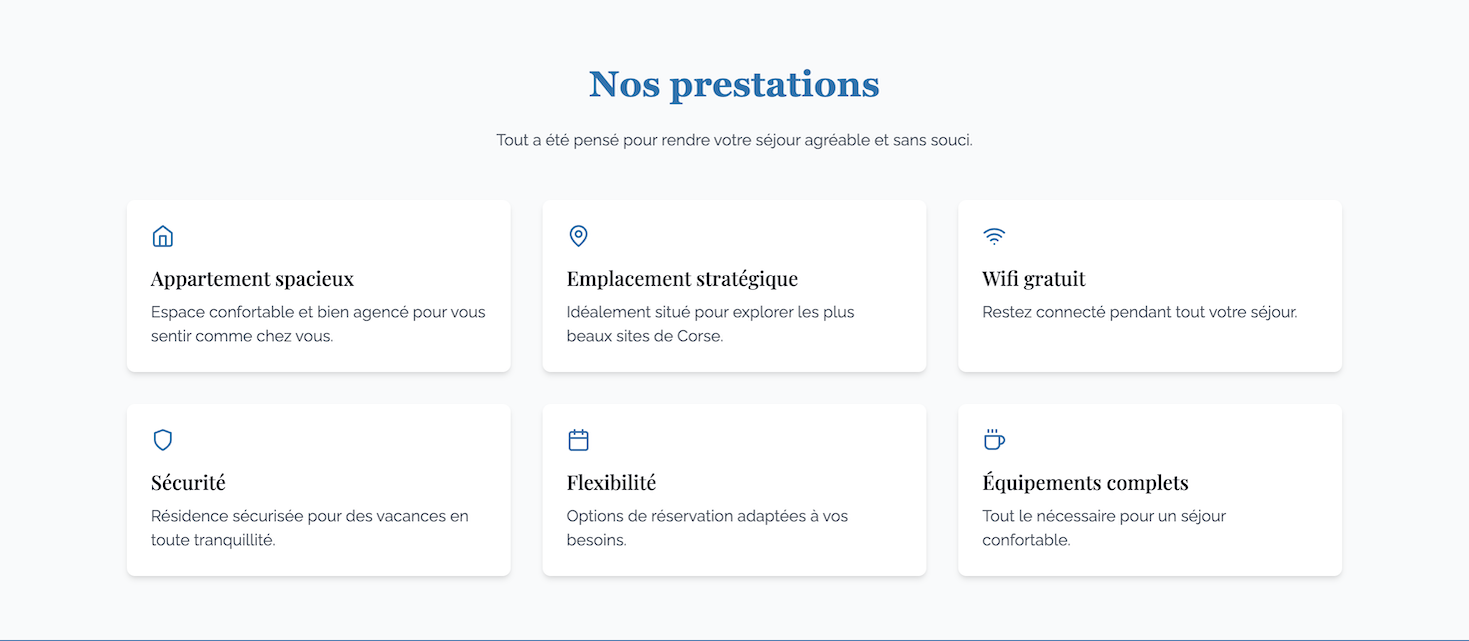 Nos prestations
Tout a été pensé pour rendre votre séjour agréable et sans souci.
Appartement spacieux
Espace confortable et bien agencé pour vous
sentir comme chez vous.
Emplacement stratégique
Idéalement situé pour explorer les plus
beaux sites de Corse.
Wifi gratuit
Restez connecté pendant tout votre séjour.
Sécurité
Résidence sécurisée pour des vacances en
toute tranquillité.
Flexibilité
Options de réservation adaptées à vos
besoins.
Équipements complets
Tout le nécessaire pour un séjour
confortable.